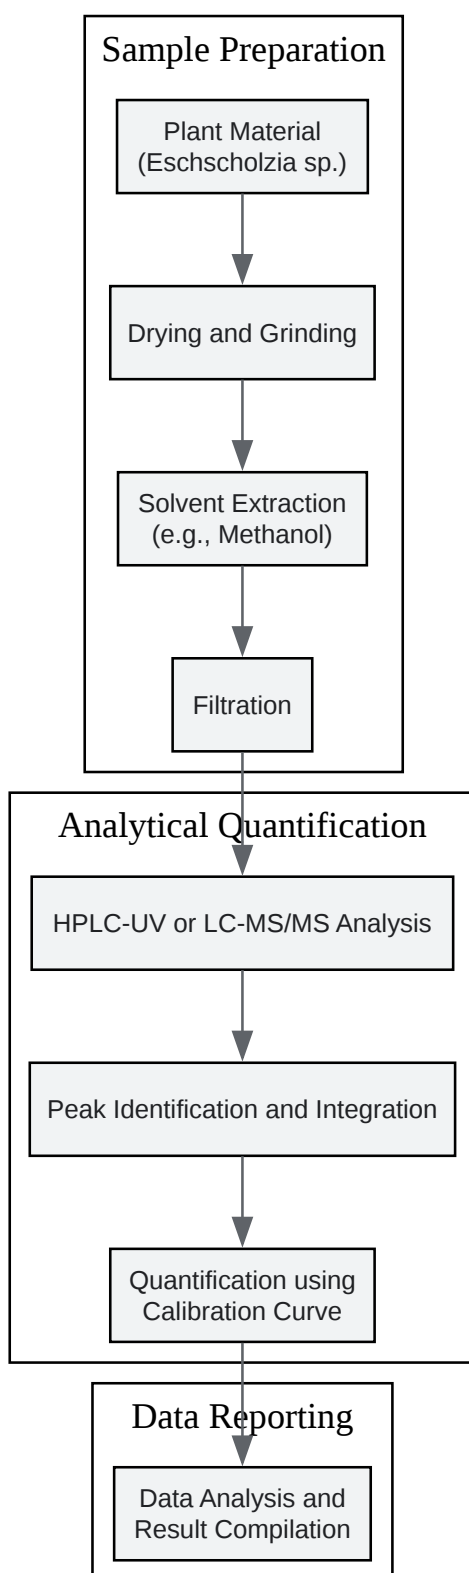 Sample Preparation
Plant Material
(Eschscholzia sp.)
Drying and Grinding
Solvent Extraction
(e.g., Methanol)
Filtration
Analytical Quantification
HPLC-UV or LC-MS/MS Analysis
Peak Identification and Integration
Quantification using
Calibration Curve
Data Reporting
Data Analysis and
Result Compilation